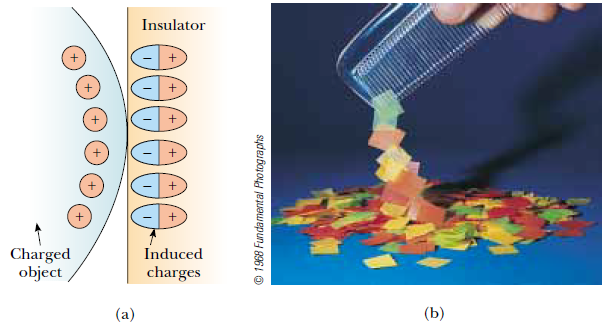 Insulator
+
+
+
+
+
+
− +
− +
− +
− +
− +
− +
Charged
object
Induced
charges
(a)
© 1968 Fundamental Photographs
(b)